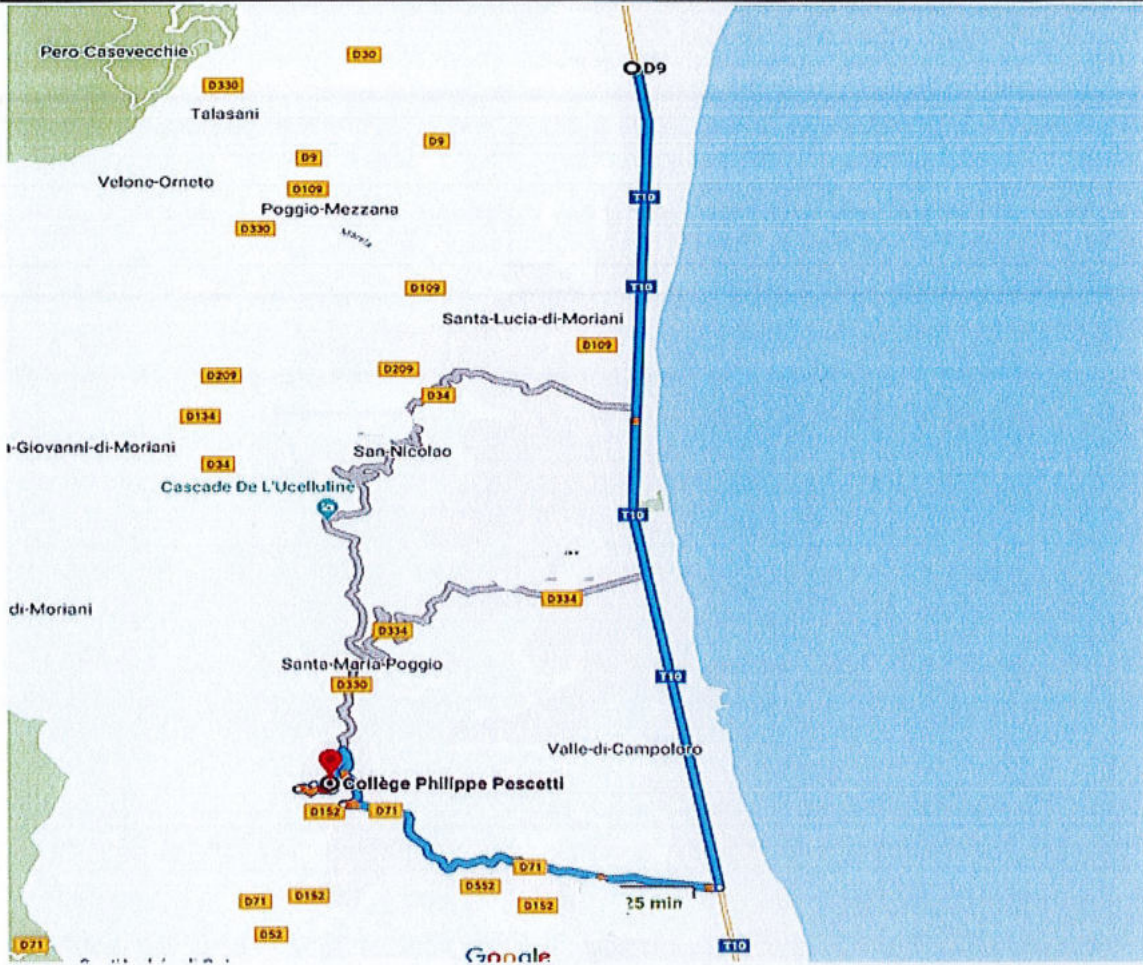 Pero Casevecchie
D30
D9
D330
Talasani
D9
D9
T10
Velone-Orneto
D109
Poggio-Mezzana
D330
T10
D109
Santa-Lucia-di-Moriani
D109
D209
D209
D34
D134
-Giovanni-di-Moriani
San-Nicolao
D34
Cascade De L'Ucelluline
T10
D334
di-Moriani
D334
Santa-Maria-Poggio
D330
T10
Valle-di-Campoloro
Collège Philippe Pescetti
D152
D71
D71
D552
D71
D152
D152
25 min
D52
D71
T10
Google